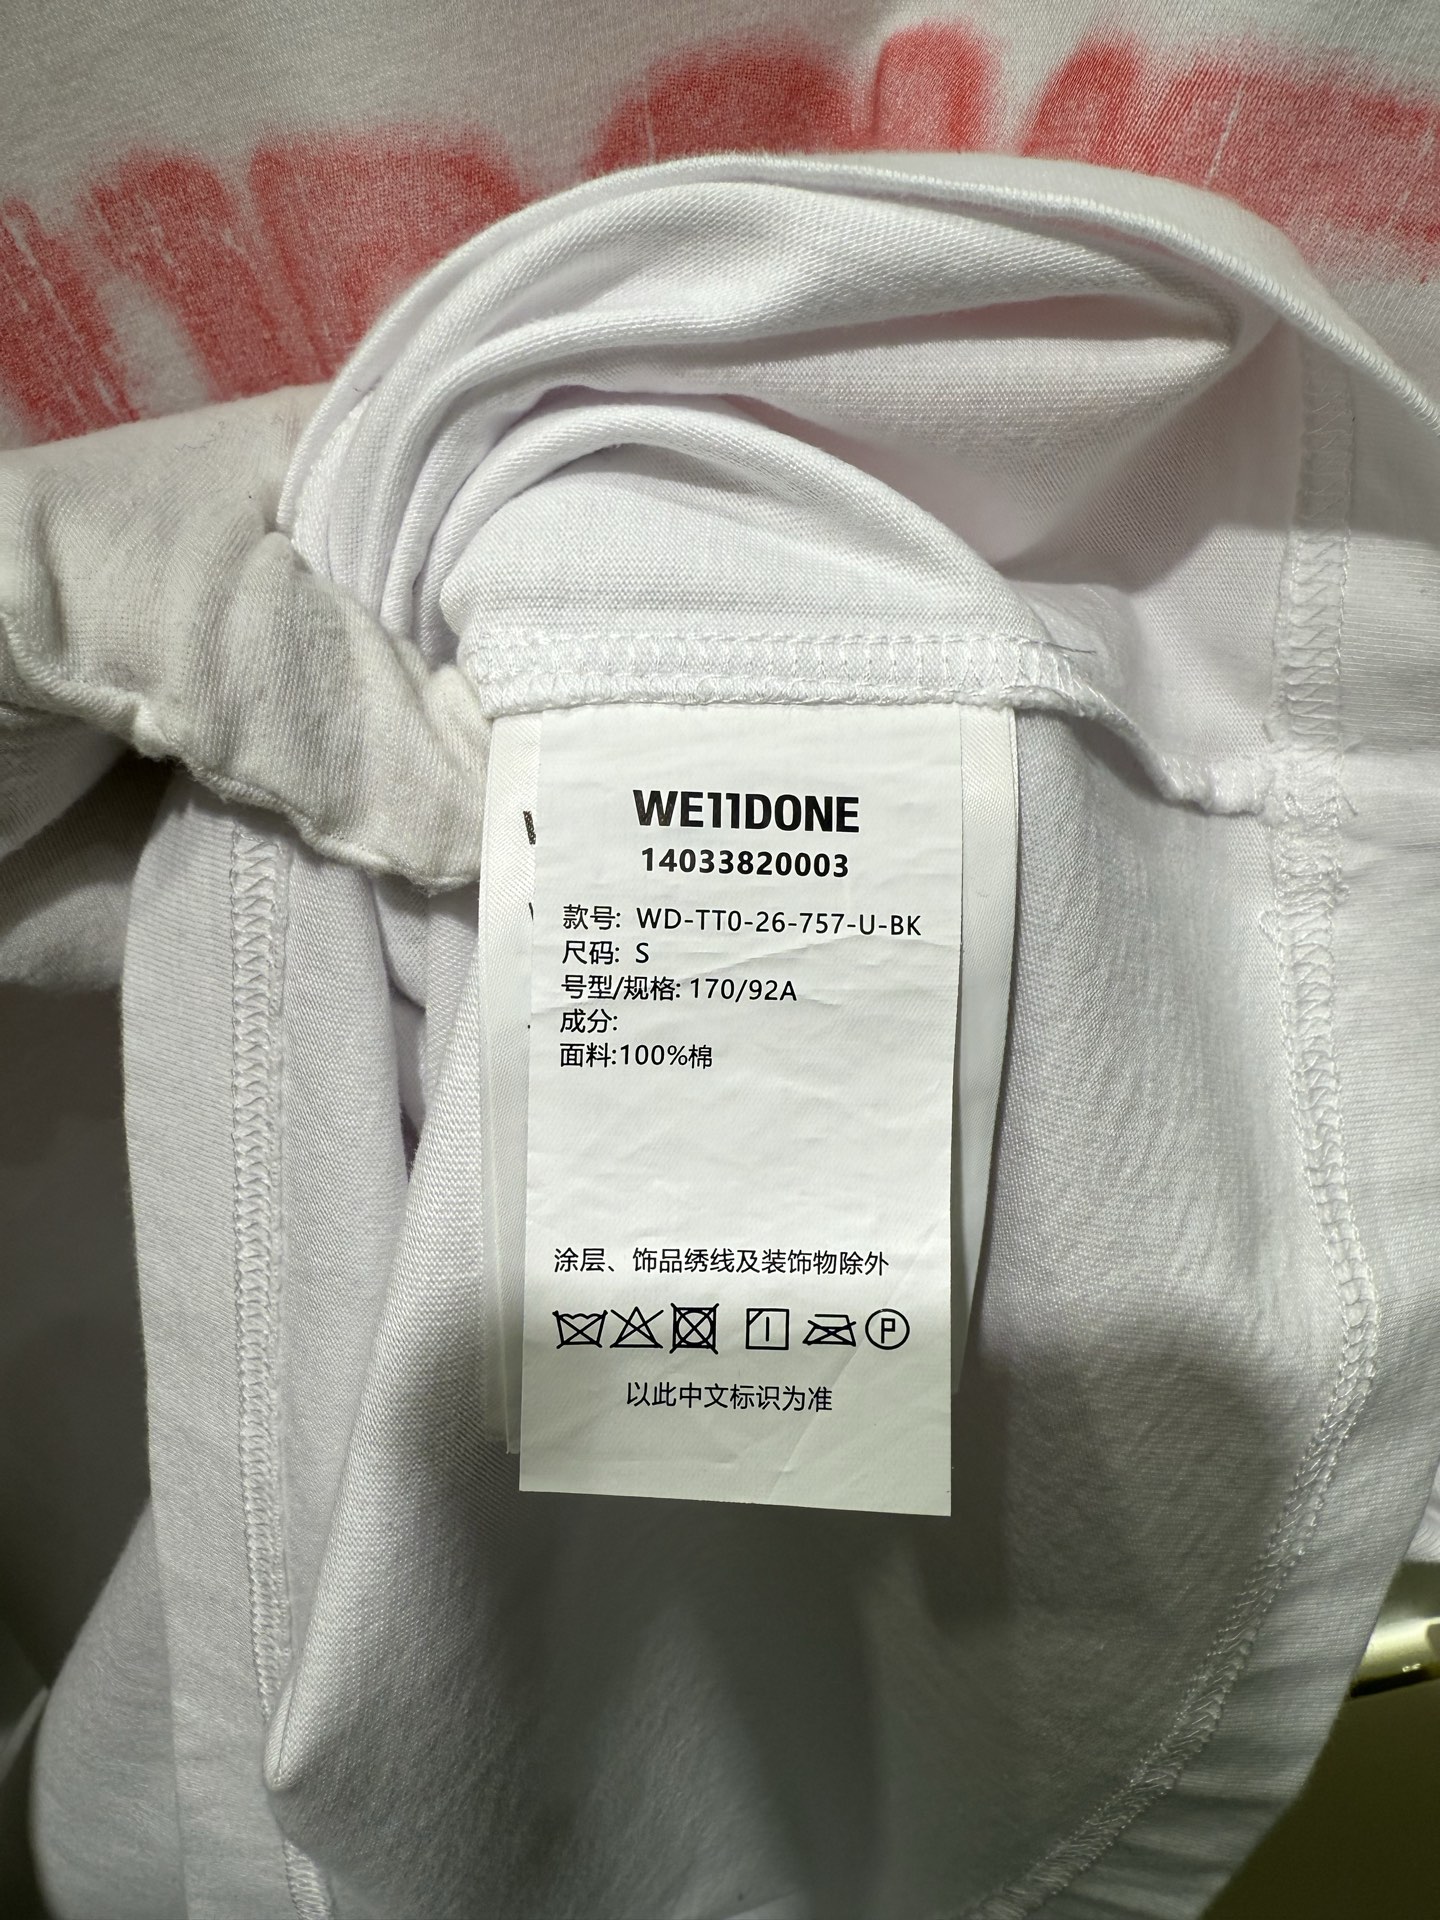 WE11DONE
14033820003
款号: WD-TT0-26-757-U-BK
尺码: S
号型/规格: 170/92A
成分:
面料:100%棉
涂层、饰品绣线及装饰物除外
P
以此中文标识为准